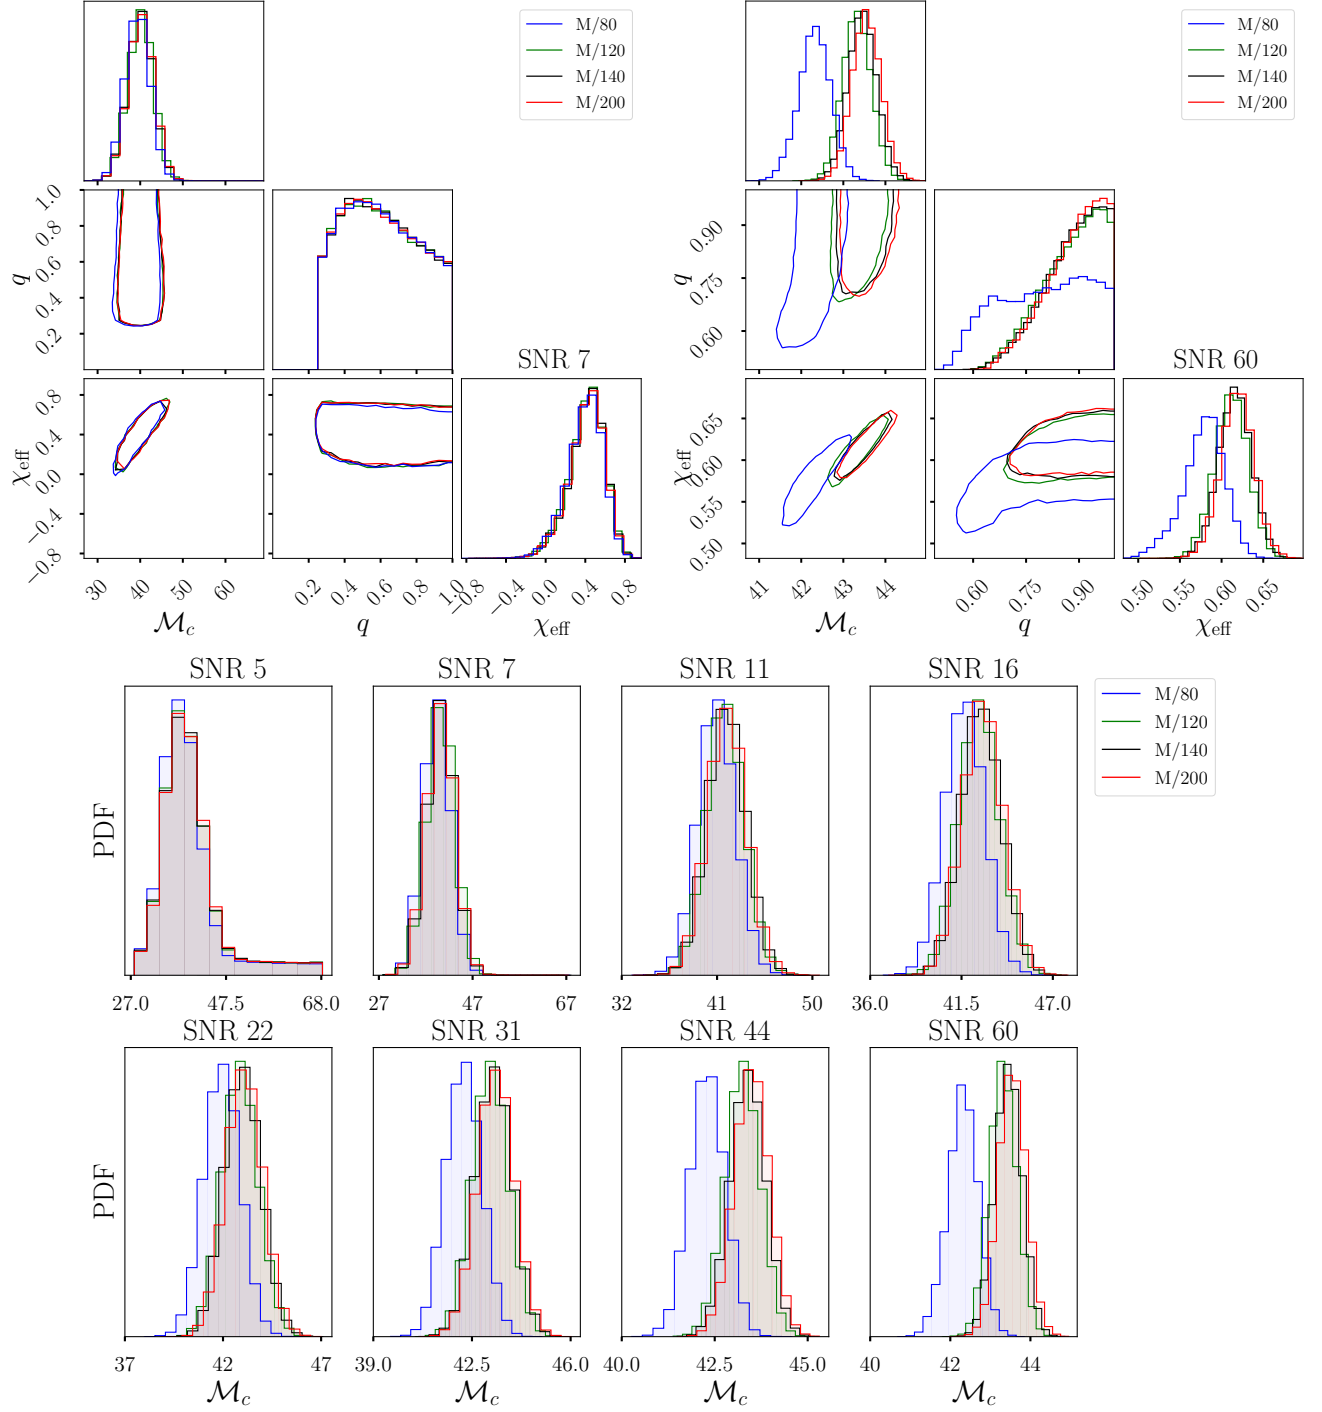 M/80
M/120
M/140
M/200
M/80
M/120
M/140
M/200
1.0
0.8
0.6
0.4
0.2
q
0.90
0.75
0.60
q
SNR 7
SNR 60
0.8
0.4
0.0
−0.4
−0.8
χeff
0.65
0.60
0.55
0.50
χeff
30 40 50 60
0.2 0.4 0.6 0.8 1.0
−0.8 −0.4 0.0 0.4 0.8
41 42 43 44
0.60 0.75 0.90
0.50 0.55 0.60 0.65
ℳc q χeff
ℳc q χeff
SNR 5 SNR 7 SNR 11 SNR 16
M/80
M/120
M/140
M/200
PDF
27.0 47.5 68.0 27 47 67 32 41 50 36.0 41.5 47.0
SNR 22 SNR 31 SNR 44 SNR 60
PDF
37 42 47 39.0 42.5 46.0 40.0 42.5 45.0 40 42 44
ℳc ℳc ℳc ℳc